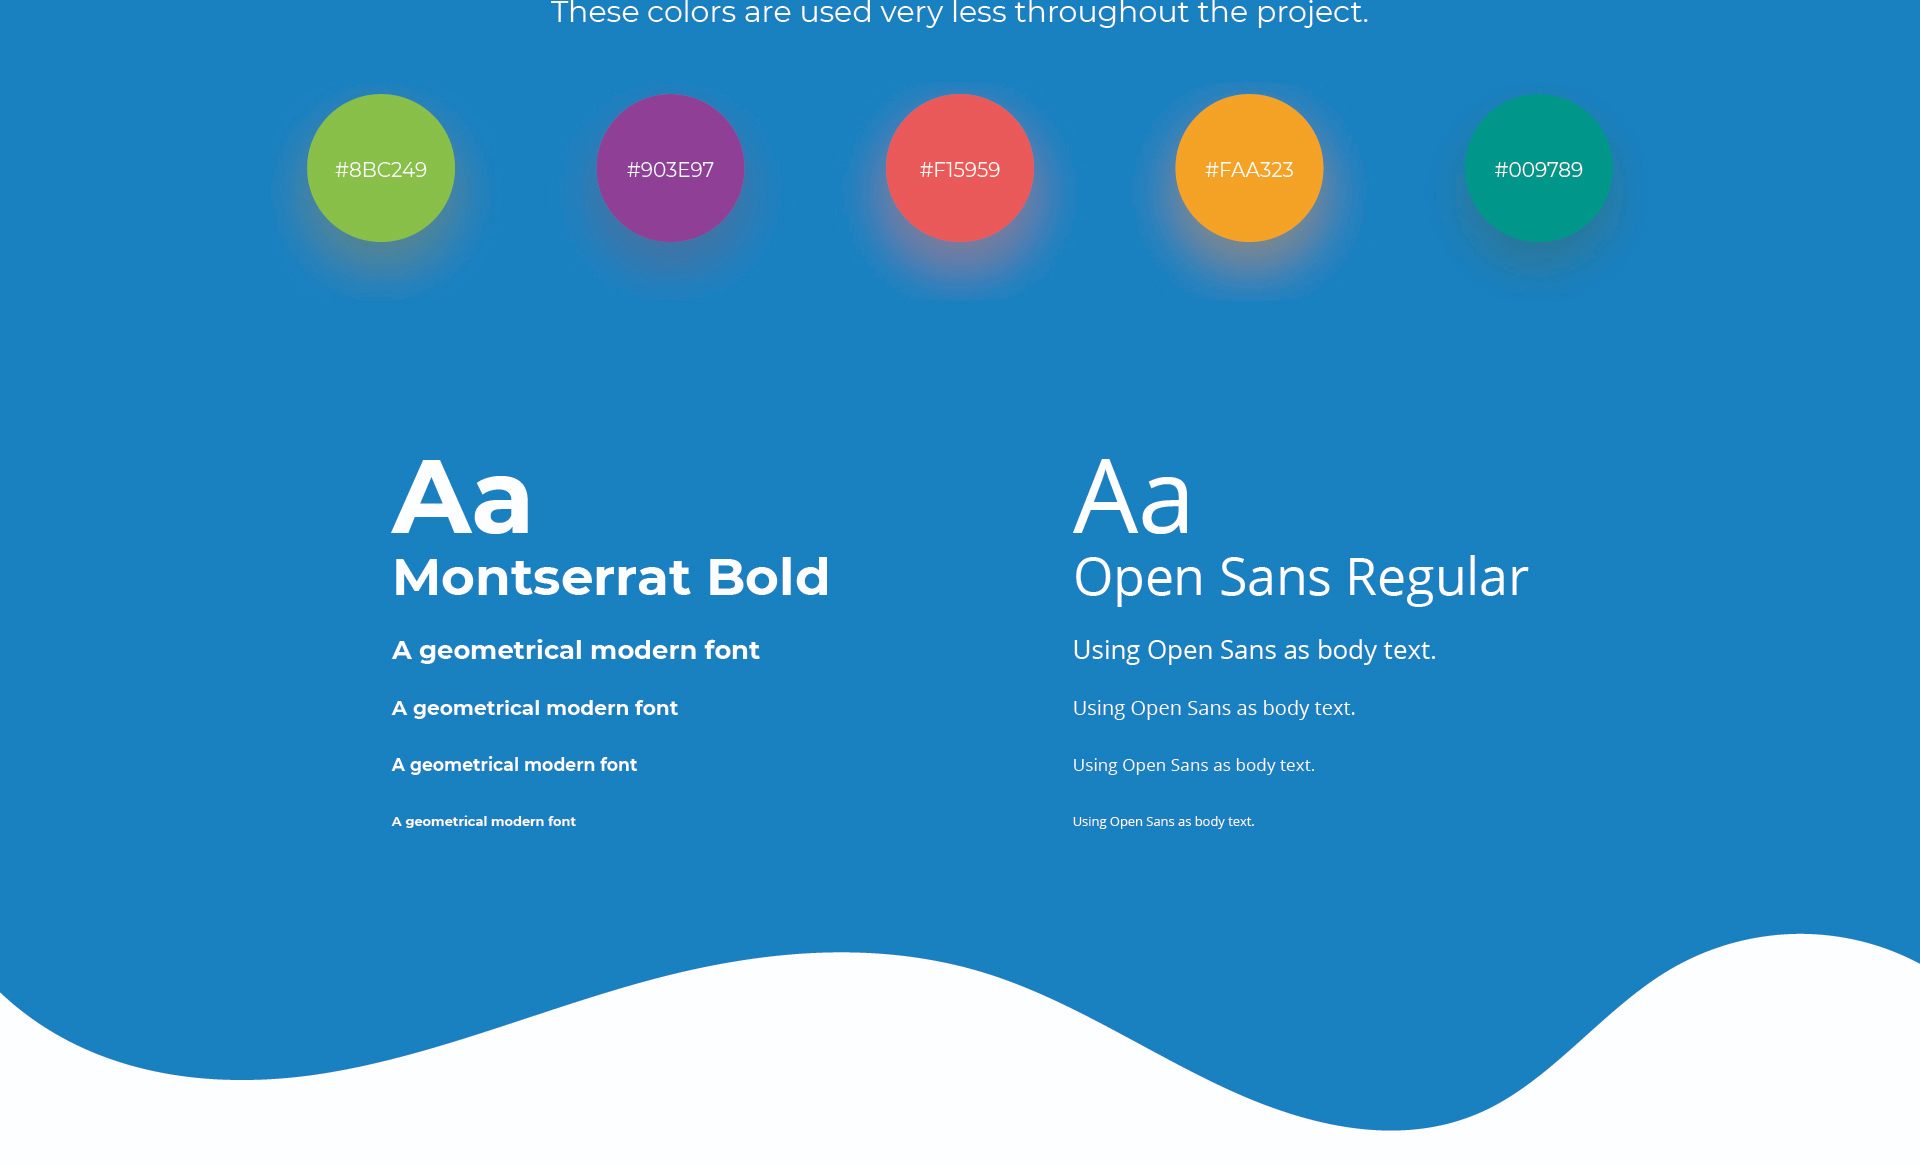 These colors are used very less throughout the project.
#8BC249
#903E97
#F15959
#FAA323
#009789
Aa
Montserrat Bold
A geometrical modern font
A geometrical modern font
A geometrical modern font
A geometrical modern font
Aa
Open Sans Regular
Using Open Sans as body text.
Using Open Sans as body text.
Using Open Sans as body text.
Using Open Sans as body text.